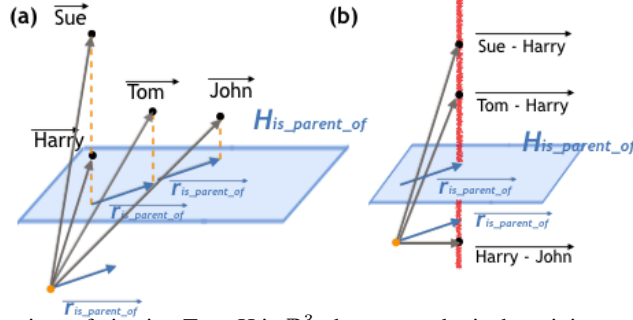 (a)
Sue
Tom
John
Harry
H is_parent_of
r is_parent_of
r is_parent_of
r is_parent_of
(b)
Sue - Harry
Tom - Harry
H is_parent_of
r is_parent_of
r is_parent_of
Harry - John